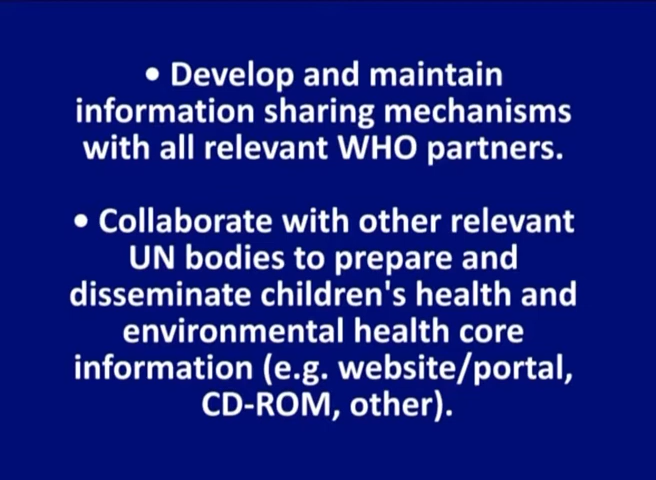 • Develop and maintain
information sharing mechanisms
with all relevant WHO partners.
• Collaborate with other relevant
UN bodies to prepare and
disseminate children's health and
environmental health core
information (e.g. website/portal,
CD-ROM, other).